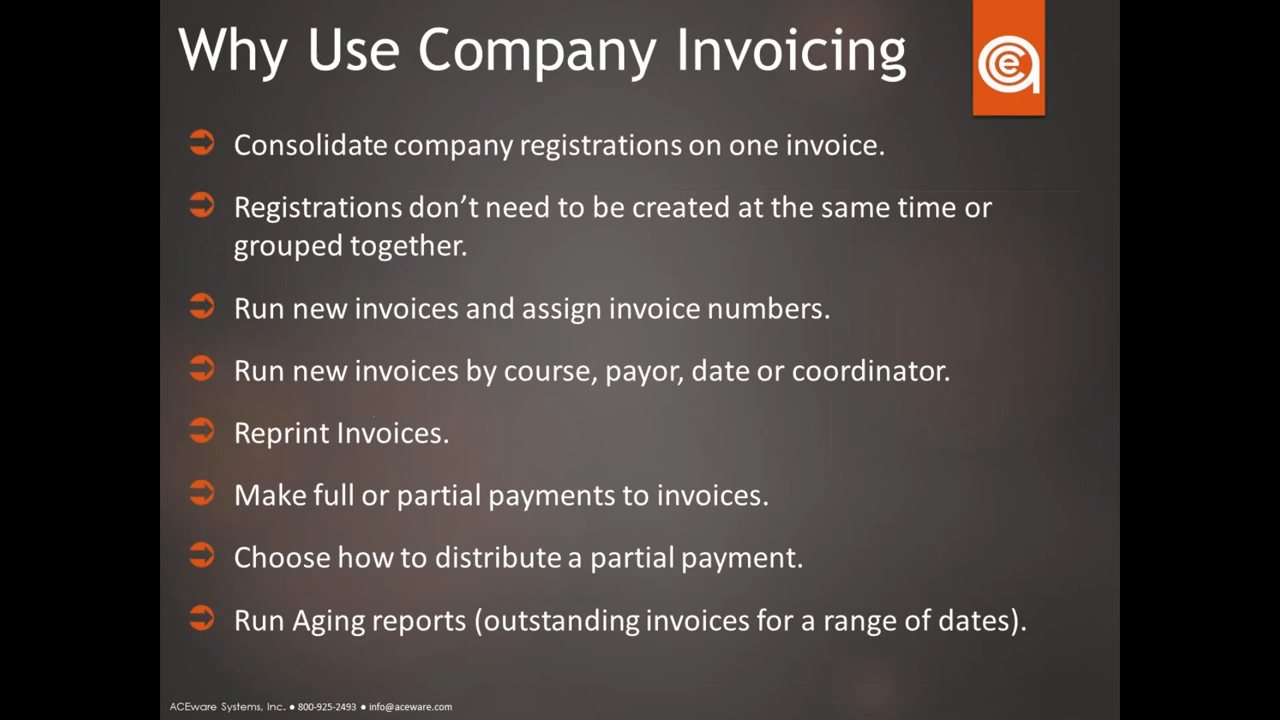 Why Use Company Invoicing
Consolidate company registrations on one invoice.
Registrations don’t need to be created at the same time or
grouped together.
Run new invoices and assign invoice numbers.
Run new invoices by course, payor, date or coordinator.
Reprint Invoices.
Make full or partial payments to invoices.
Choose how to distribute a partial payment.
Run Aging reports (outstanding invoices for a range of dates).
ACEware Systems, Inc. ● 800-925-2493 ● info@aceware.com